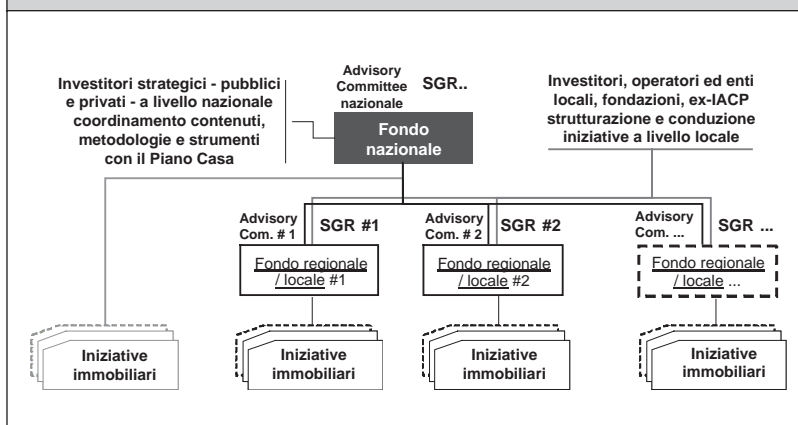 Investitori strategici - pubblici
e privati - a livello nazionale
coordinamento contenuti,
metodologie e strumenti
con il Piano Casa
Advisory
Committee
nazionale
SGR..
Fondo
nazionale
Investitori, operatori ed enti
locali, fondazioni, ex-IACP
strutturazione e conduzione
iniziative a livello locale
Advisory
Com. # 1
SGR #1
Fondo regionale
/ locale #1
Advisory
Com. # 2
SGR #2
Fondo regionale
/ locale #2
Advisory
Com. ...
SGR ...
Fondo regionale
/ locale ...
Iniziative
immobiliari
Iniziative
immobiliari
Iniziative
immobiliari
Iniziative
immobiliari